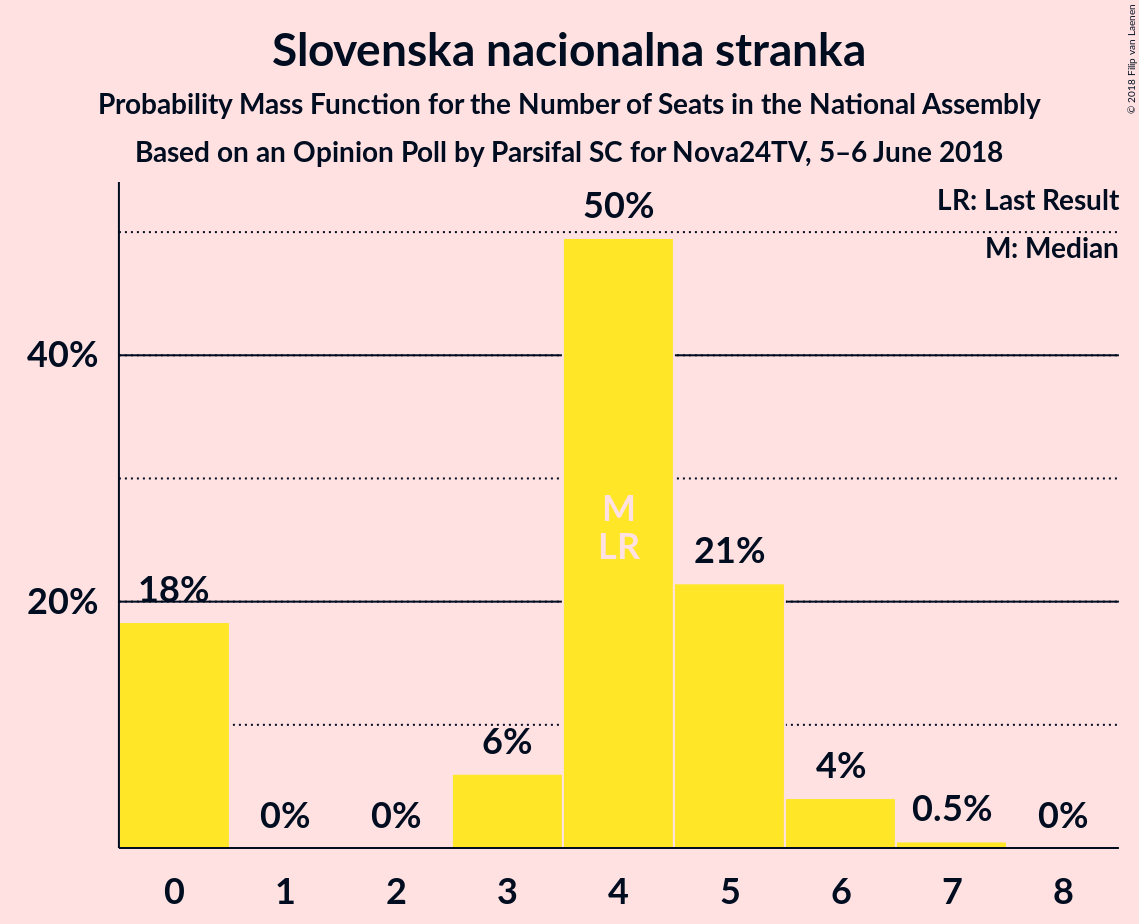 Slovenska nacionalna stranka
Probability Mass Function for the Number of Seats in the National Assembly
Based on an Opinion Poll by Parsifal SC for Nova24TV, 5–6 June 2018
© 2018 Filip van Laenen
LR: Last Result
M: Median
50%
40%
M
LR
21%
18%
20%
6%
4%
0%
0%
0.5%
0%
0 1 2 3 4 5 6 7 8